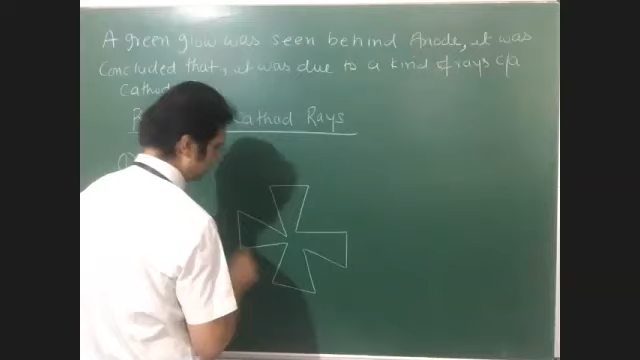 A green glow was seen behind Anode, it was
Concluded that, it was due to a kind of rays c/a
Cathod
Cathod Rays